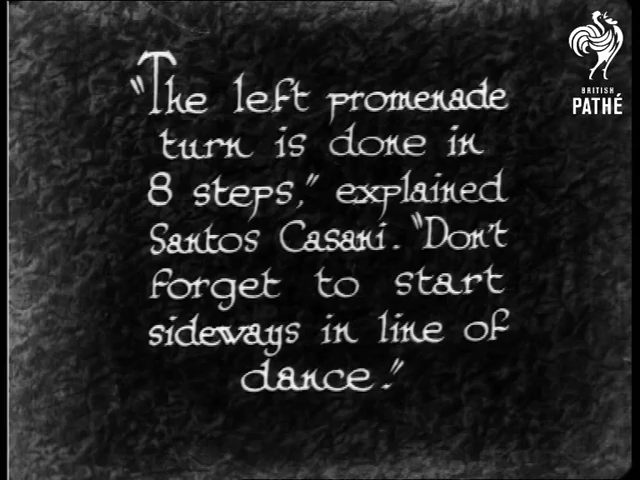 "The left promenade
turn is done in
8 steps," explained
Santos Casani. "Don't
forget to start
sideways in line of
dance."
BRITISH
PATHÉ